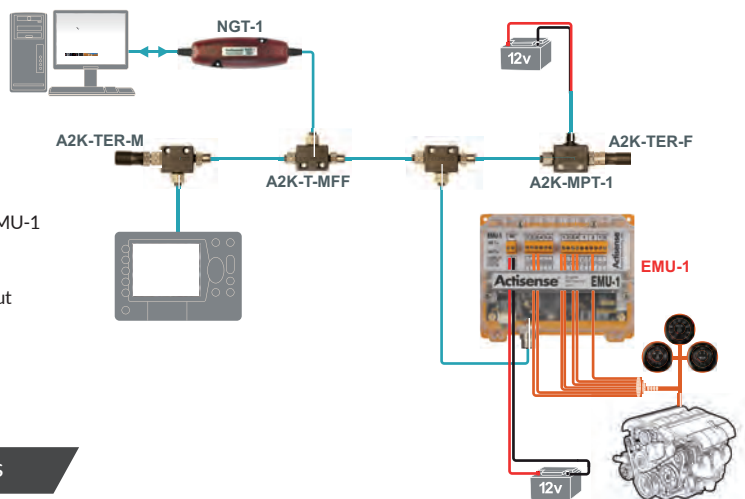 NGT-1
12v
A2K-TER-M
A2K-TER-F
A2K-T-MFF
A2K-MPT-1
MU-1
EMU-1
Actisense
EMU-1
Actisense
ut
s
12v